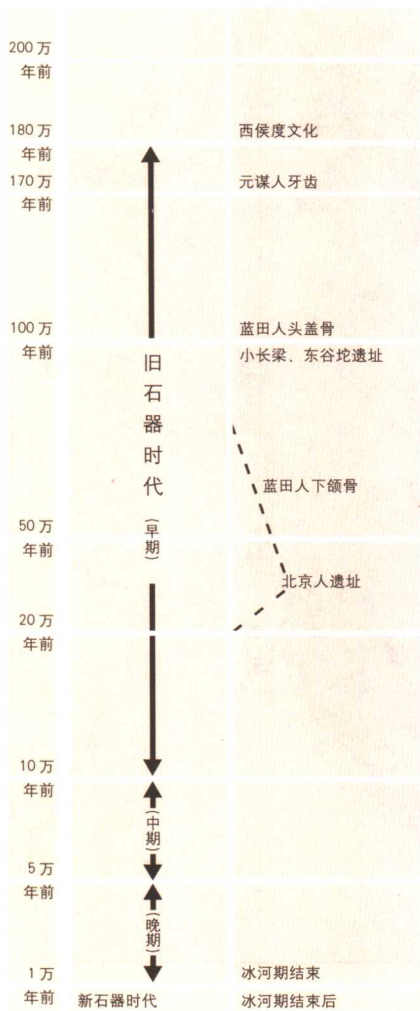 200万
年前
180万
年前
西侯度文化
170万
年前
元谋人牙齿
100万
年前
蓝田人头盖骨
小长梁、东谷坨遗址
旧石器时代(早期)
蓝田人下颌骨
50万
年前
北京人遗址
20万
年前
10万
年前
(中期)
5万
年前
(晚期)
1万
年前
冰河期结束
新石器时代
冰河期结束后